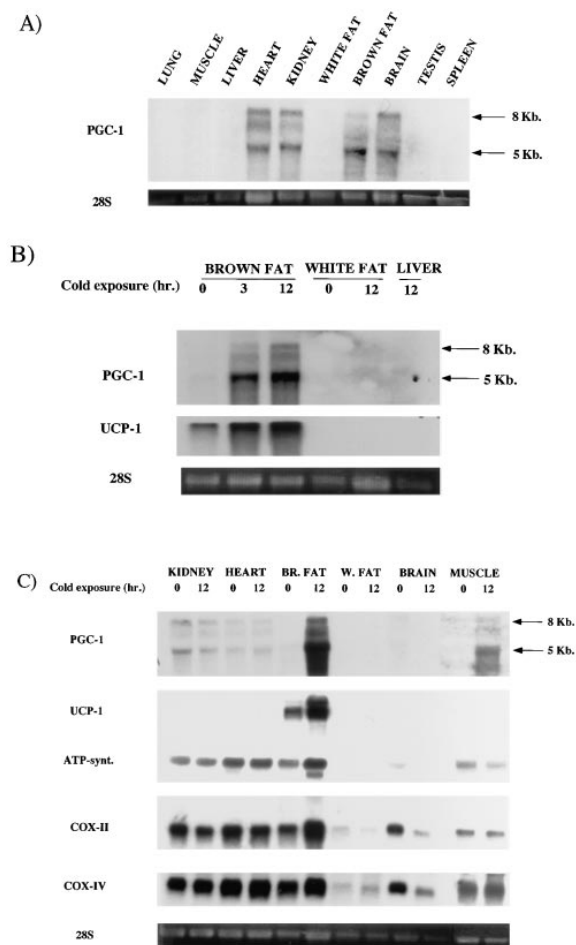 A)
LUNG MUSCLE LIVER HEART KIDNEY WHITE FAT BROWN FAT BRAIN TESTIS SPLEEN
PGC-1
8 Kb.
5 Kb.
28S
B)
BROWN FAT WHITE FAT LIVER
Cold exposure (hr.) 0 3 12 0 12 12
8 Kb.
PGC-1
5 Kb.
UCP-1
28S
C)
KIDNEY HEART BR. FAT W. FAT BRAIN MUSCLE
Cold exposure (hr.) 0 12 0 12 0 12 0 12 0 12 0 12
8 Kb.
PGC-1
5 Kb.
UCP-1
ATP-synt.
COX-II
COX-IV
28S